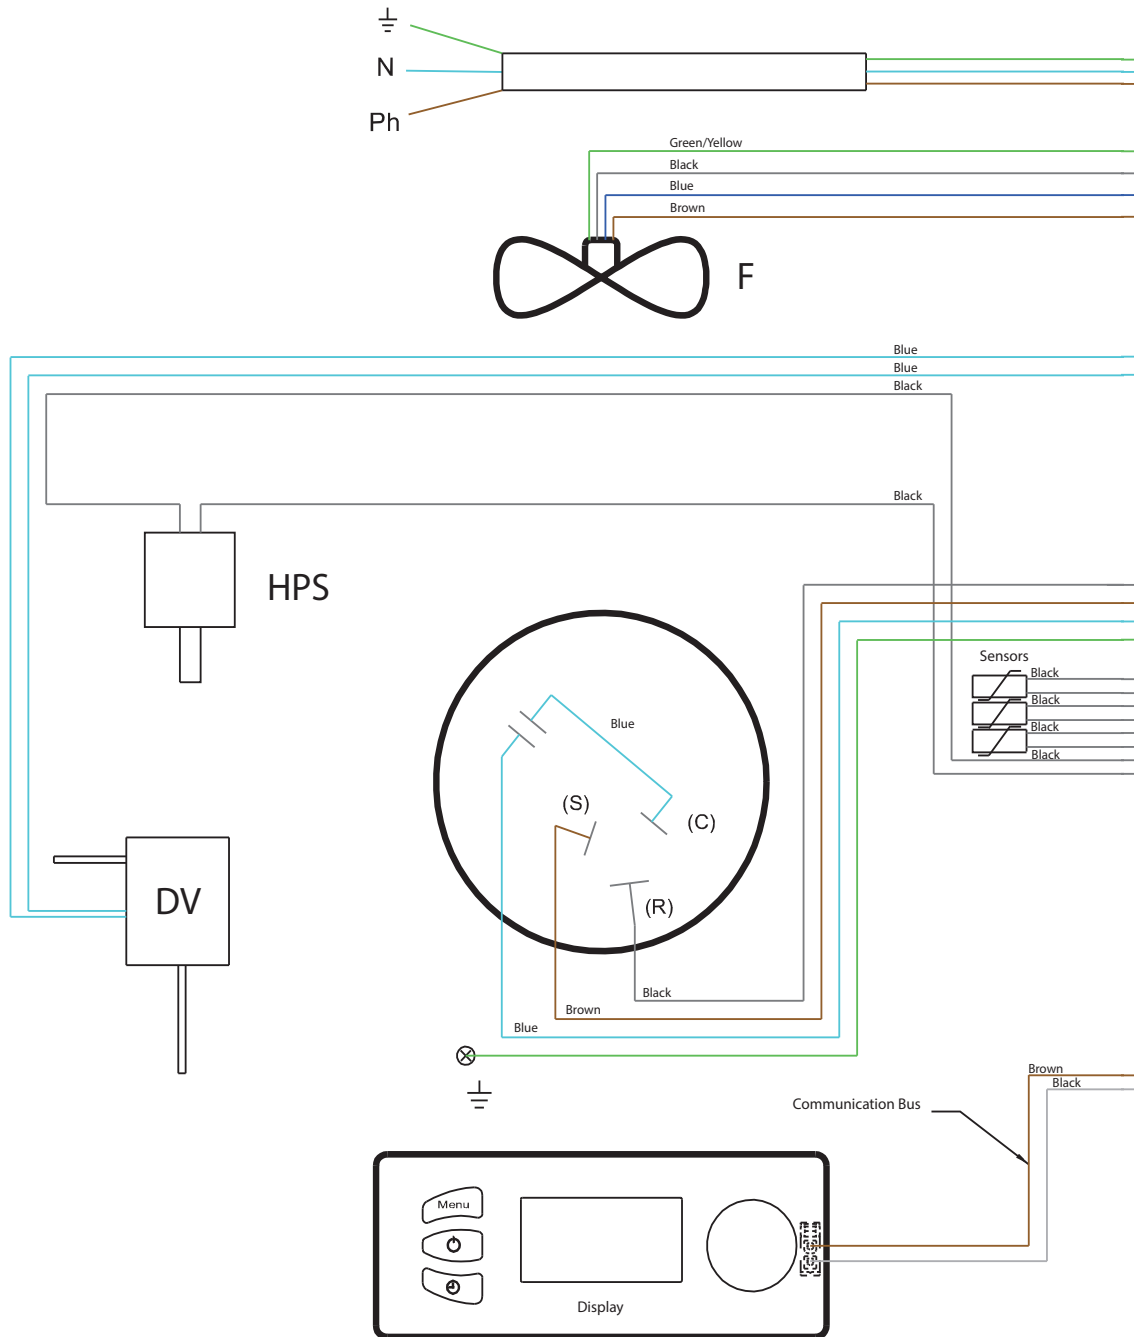 N
Ph
Green/Yellow
Black
Blue
Brown
F
Blue
Blue
Black
Black
HPS
Sensors
Black
Black
Black
Black
Blue
(S)
(C)
(R)
DV
Black
Brown
Blue
Brown
Black
Communication Bus
Menu
Display